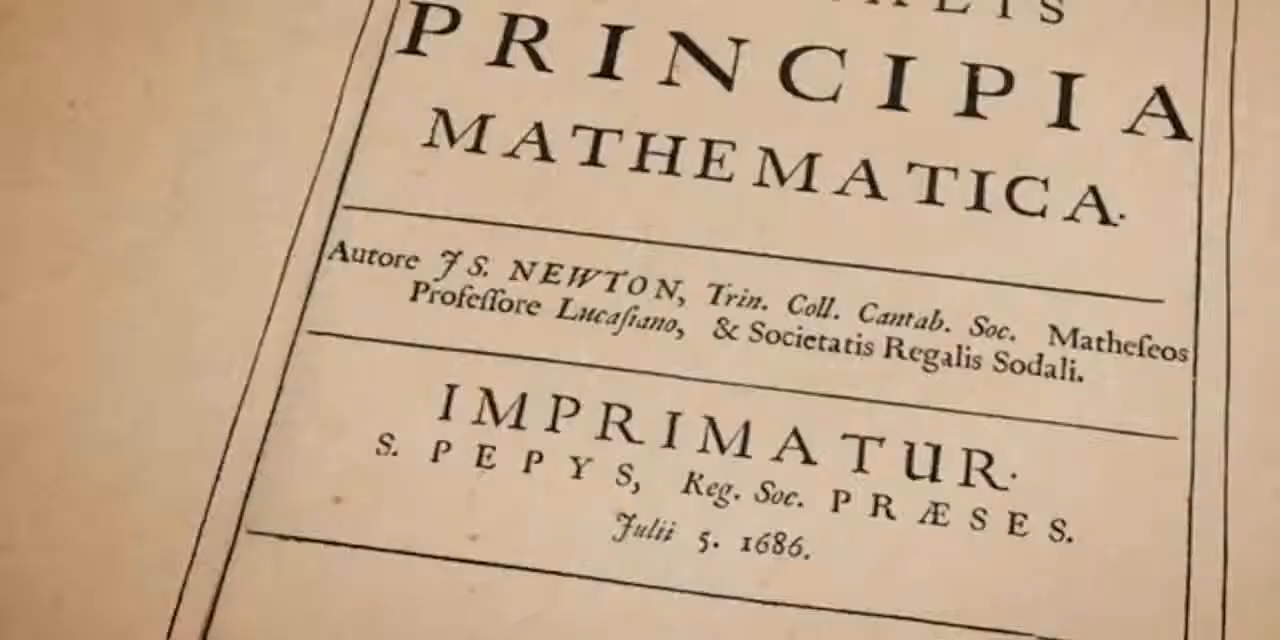 PRINCIPIA
MATHEMATICA.
Autore J S. NEWTON, Trin. Coll. Cantab. Soc. Matheſeos
Profeſſore Lucaſiano, & Societatis Regalis Sodali.
IMPRIMATUR.
S. PEPYS, Reg. Soc. PRÆSES.
Julii 5. 1686.